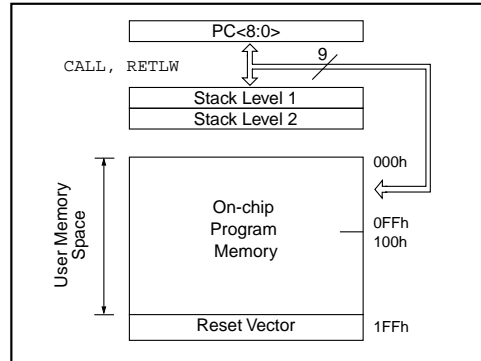 PC<8:0>
9
CALL, RETLW
Stack Level 1
Stack Level 2
000h
User Memory
Space
On-chip
Program
Memory
0FFh
100h
Reset Vector
1FFh